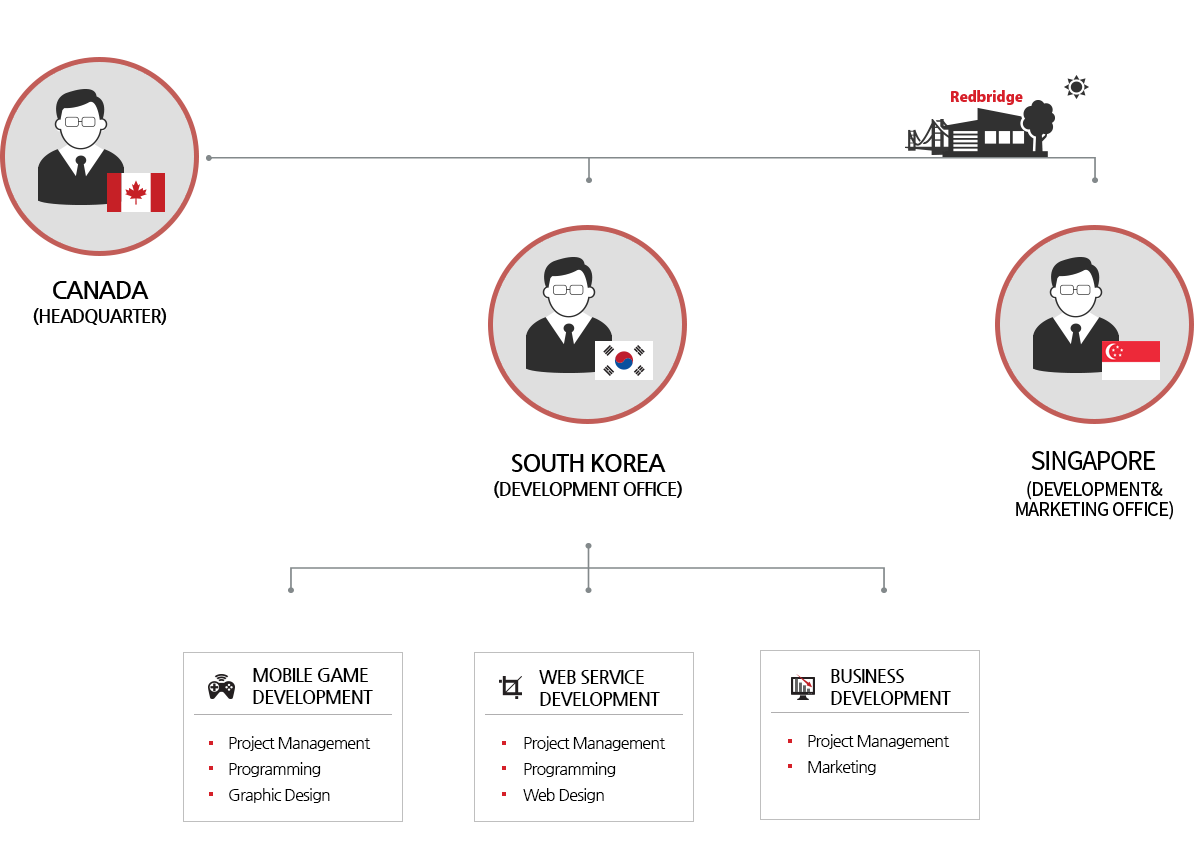 Redbridge
CANADA
(HEADQUARTER)
SOUTH KOREA
(DEVELOPMENT OFFICE)
SINGAPORE
(DEVELOPMENT&
MARKETING OFFICE)
MOBILE GAME
DEVELOPMENT
Project Management
Programming
Graphic Design
WEB SERVICE
DEVELOPMENT
Project Management
Programming
Web Design
BUSINESS
DEVELOPMENT
Project Management
Marketing